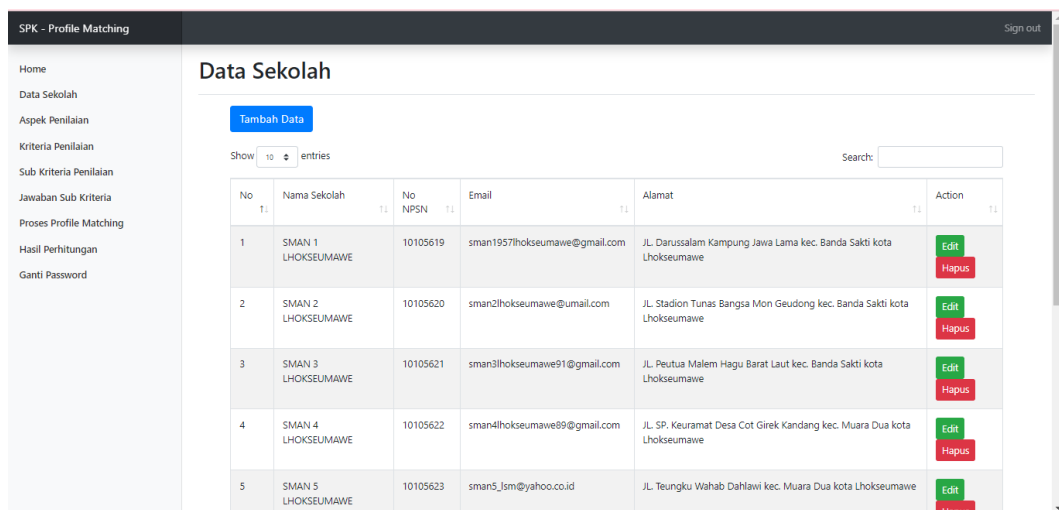 SPK - Profile Matching
Sign out
Home
Data Sekolah
Aspek Penilaian
Kriteria Penilaian
Sub Kriteria Penilaian
Jawaban Sub Kriteria
Proses Profile Matching
Hasil Perhitungan
Ganti Password
Data Sekolah
Tambah Data
Show 10 entries
Search:
No Nama Sekolah No NPSN Email Alamat Action
1 SMAN 1 LHOKSEUMAWE 10105619 sman1957lhokseumawe@gmail.com JL. Darussalam Kampung Jawa Lama kec. Banda Sakti kota Lhokseumawe Edit Hapus
2 SMAN 2 LHOKSEUMAWE 10105620 sman2lhokseumawe@umail.com JL. Stadion Tunas Bangsa Mon Geudong kec. Banda Sakti kota Lhokseumawe Edit Hapus
3 SMAN 3 LHOKSEUMAWE 10105621 sman3lhokseumawe91@gmail.com JL. Peutua Malem Hagu Barat Laut kec. Banda Sakti kota Lhokseumawe Edit Hapus
4 SMAN 4 LHOKSEUMAWE 10105622 sman4lhokseumawe89@gmail.com JL. SP. Keuramat Desa Cot Girek Kandang kec. Muara Dua kota Lhokseumawe Edit Hapus
5 SMAN 5 LHOKSEUMAWE 10105623 sman5_lsm@yahoo.co.id JL. Teungku Wahab Dahlawi kec. Muara Dua kota Lhokseumawe Edit